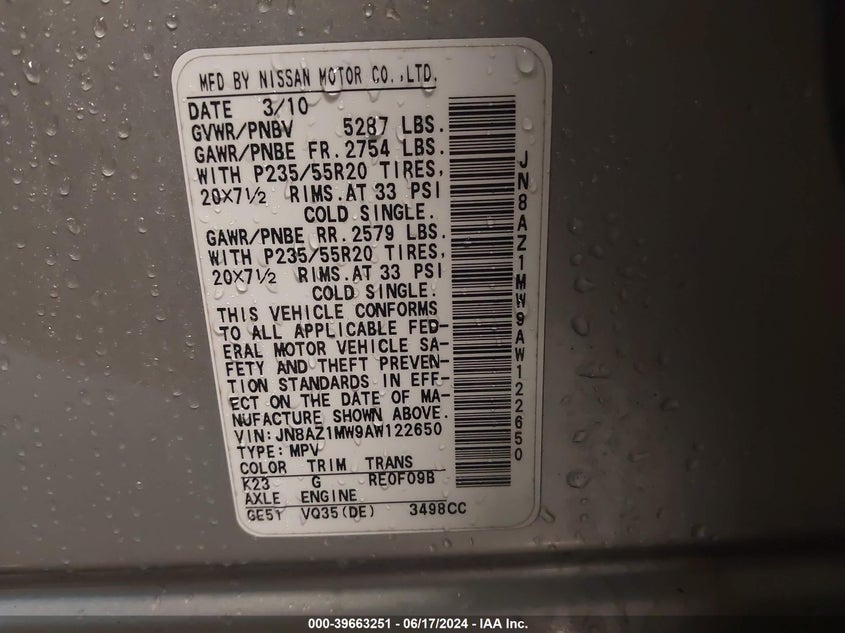 MFD BY NISSAN MOTOR CO.,LTD.
DATE 3/10
GVWR/PNBV 5287 LBS.
GAWR/PNBE FR. 2754 LBS.
WITH P235/55R20 TIRES,
20X7½ RIMS.AT 33 PSI
COLD SINGLE.
GAWR/PNBE RR. 2579 LBS.
WITH P235/55R20 TIRES,
20X7½ RIMS.AT 33 PSI
COLD SINGLE.
THIS VEHICLE CONFORMS
TO ALL APPLICABLE FED-
ERAL MOTOR VEHICLE SA-
FETY AND THEFT PREVEN-
TION STANDARDS IN EFF-
ECT ON THE DATE OF MA-
NUFACTURE SHOWN ABOVE.
VIN: JN8AZ1MW9AW122650
TYPE: MPV
COLOR TRIM TRANS
K23 G RE0F09B
AXLE ENGINE
GE51 VQ35(DE) 3498CC
JN8AZ1MW9AW122650
000-39663251 - 06/17/2024 - IAA Inc.